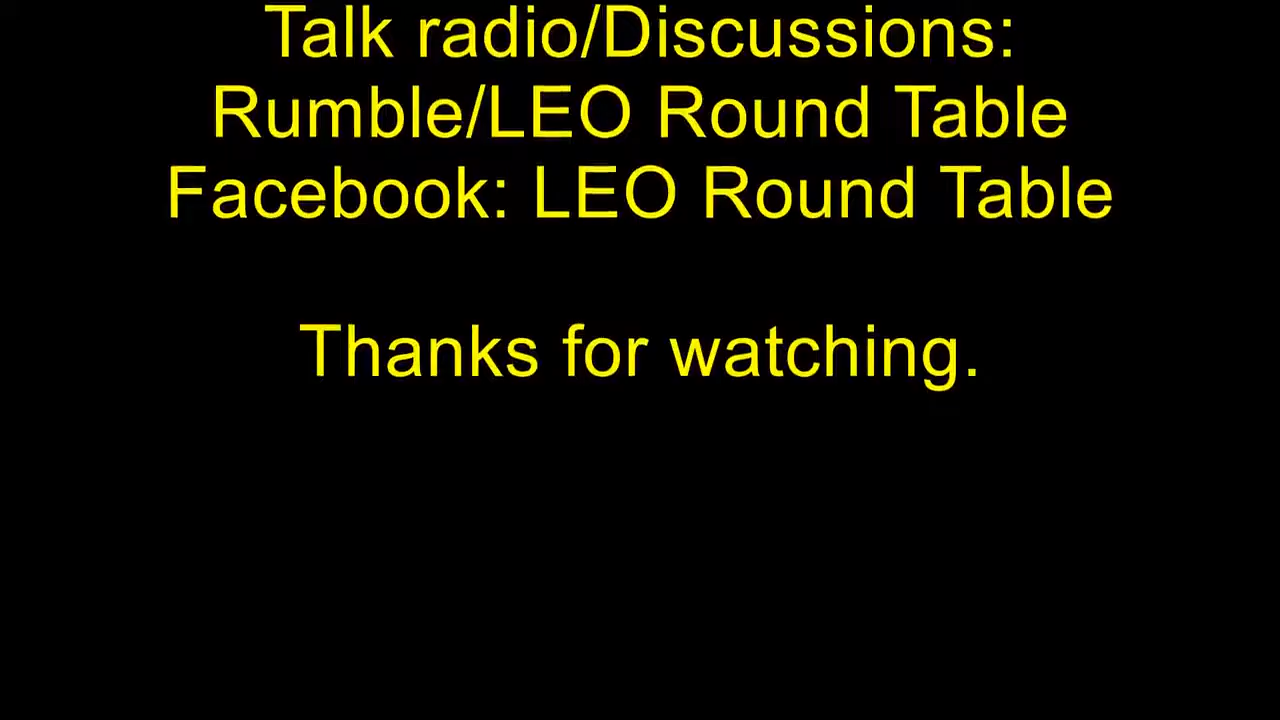 Talk radio/Discussions:
Rumble/LEO Round Table
Facebook: LEO Round Table
Thanks for watching.